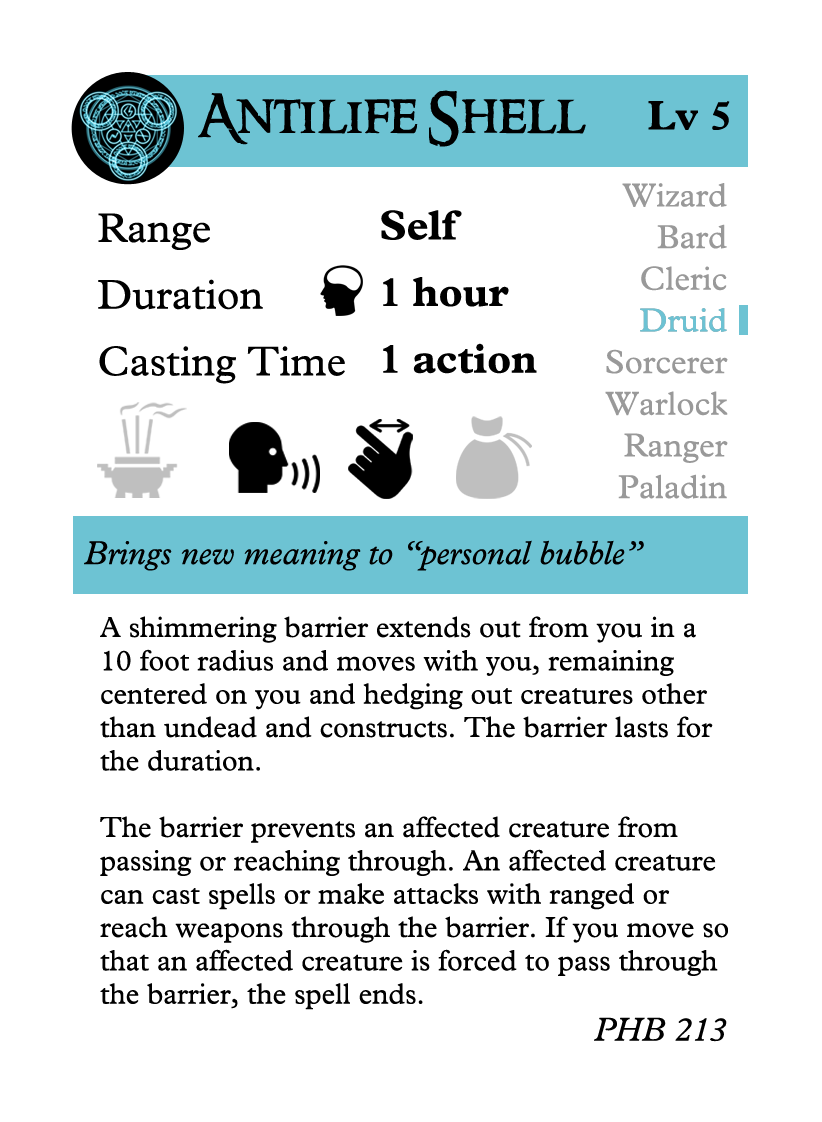 Antilife Shell Lv 5
Range Self
Duration 1 hour
Casting Time 1 action
Wizard
Bard
Cleric
Druid
Sorcerer
Warlock
Ranger
Paladin
Brings new meaning to “personal bubble”
A shimmering barrier extends out from you in a
10 foot radius and moves with you, remaining
centered on you and hedging out creatures other
than undead and constructs. The barrier lasts for
the duration.
The barrier prevents an affected creature from
passing or reaching through. An affected creature
can cast spells or make attacks with ranged or
reach weapons through the barrier. If you move so
that an affected creature is forced to pass through
the barrier, the spell ends.
PHB 213